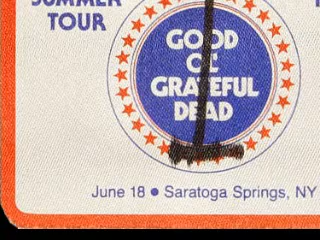 SUMMER
TOUR
GOOD
OL'
GRATEFUL
DEAD
June 18 ● Saratoga Springs, NY